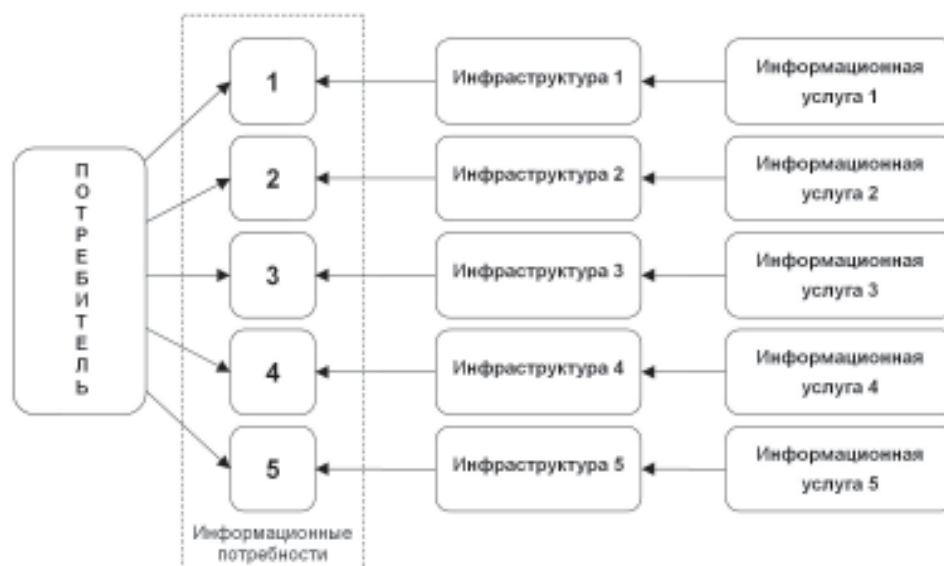 ПОТРЕБИТЕЛЬ
1
Инфраструктура 1
Информационная
услуга 1
2
Инфраструктура 2
Информационная
услуга 2
3
Инфраструктура 3
Информационная
услуга 3
4
Инфраструктура 4
Информационная
услуга 4
5
Инфраструктура 5
Информационная
услуга 5
Информационные
потребности